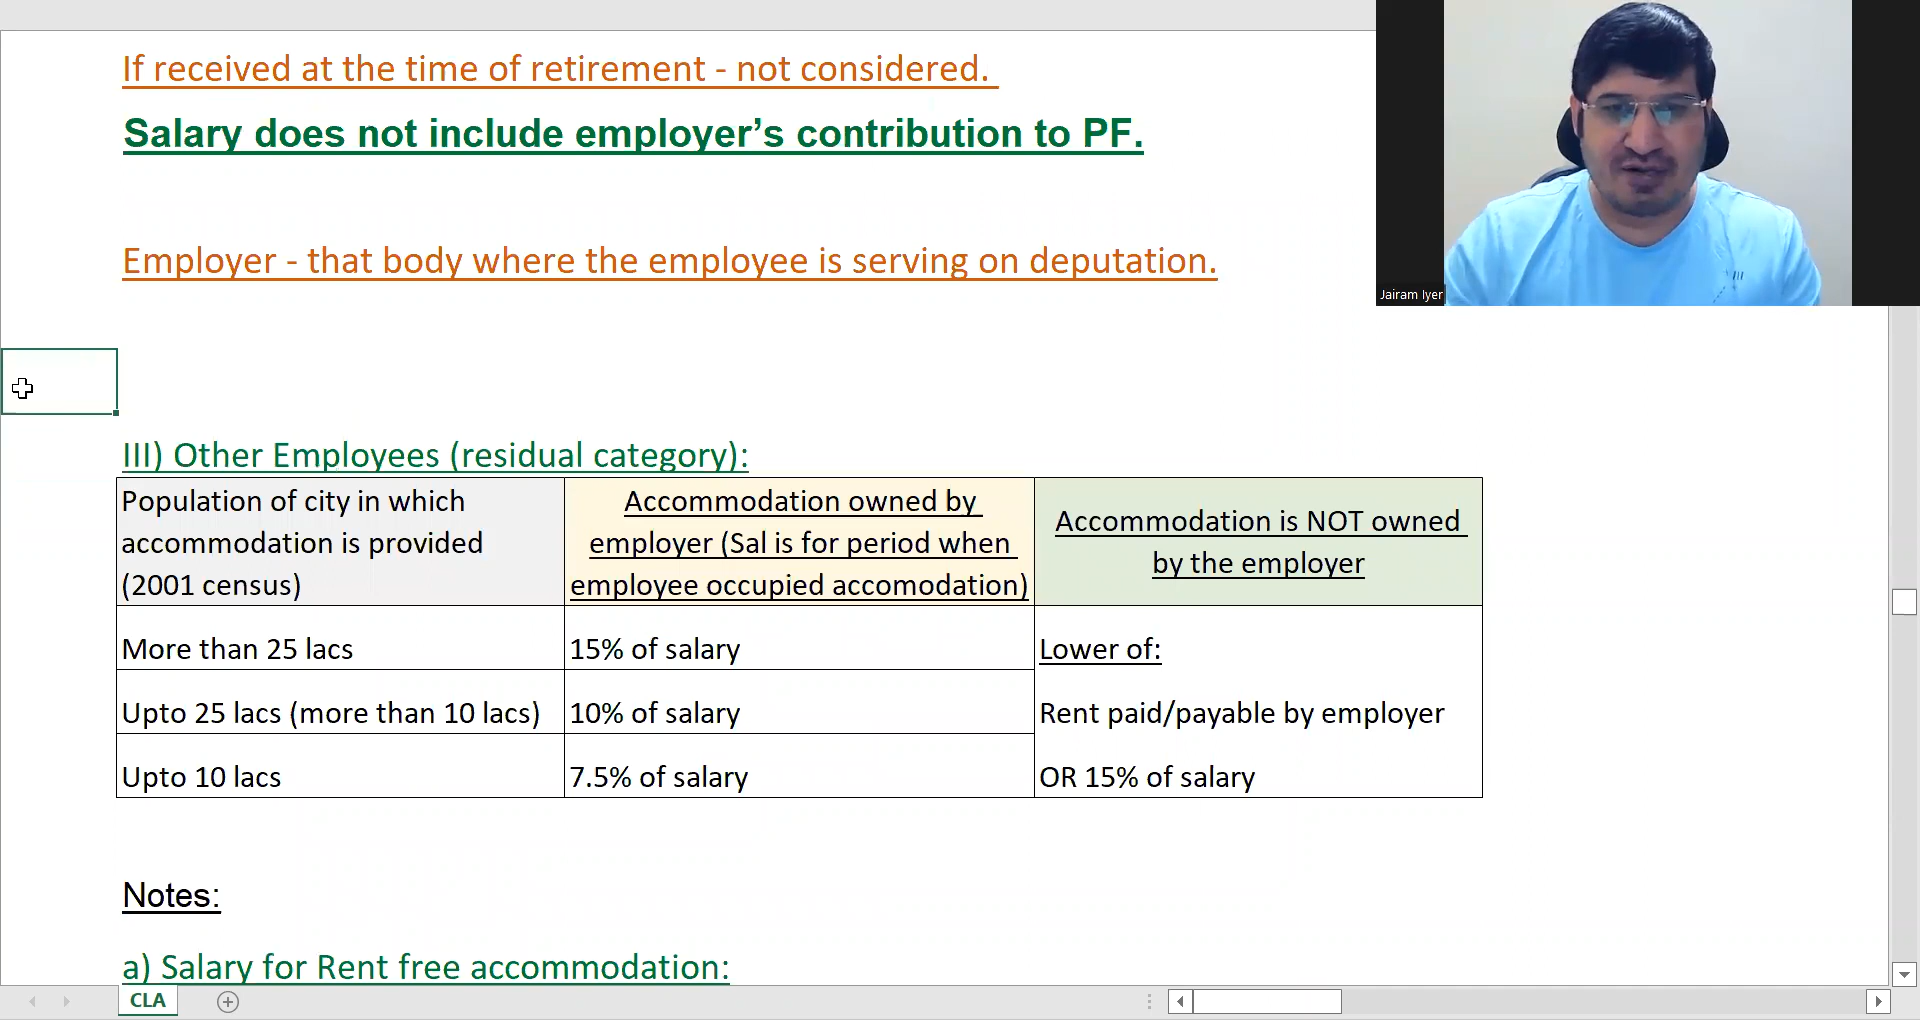 If received at the time of retirement - not considered.
Salary does not include employer’s contribution to PF.
Employer - that body where the employee is serving on deputation.
Jairam Iyer
III) Other Employees (residual category):
Population of city in which
accommodation is provided
(2001 census)
Accommodation owned by
employer (Sal is for period when
employee occupied accomodation)
Accommodation is NOT owned
by the employer
More than 25 lacs
15% of salary
Lower of:
Upto 25 lacs (more than 10 lacs)
10% of salary
Rent paid/payable by employer
Upto 10 lacs
7.5% of salary
OR 15% of salary
Notes:
a) Salary for Rent free accommodation:
CLA